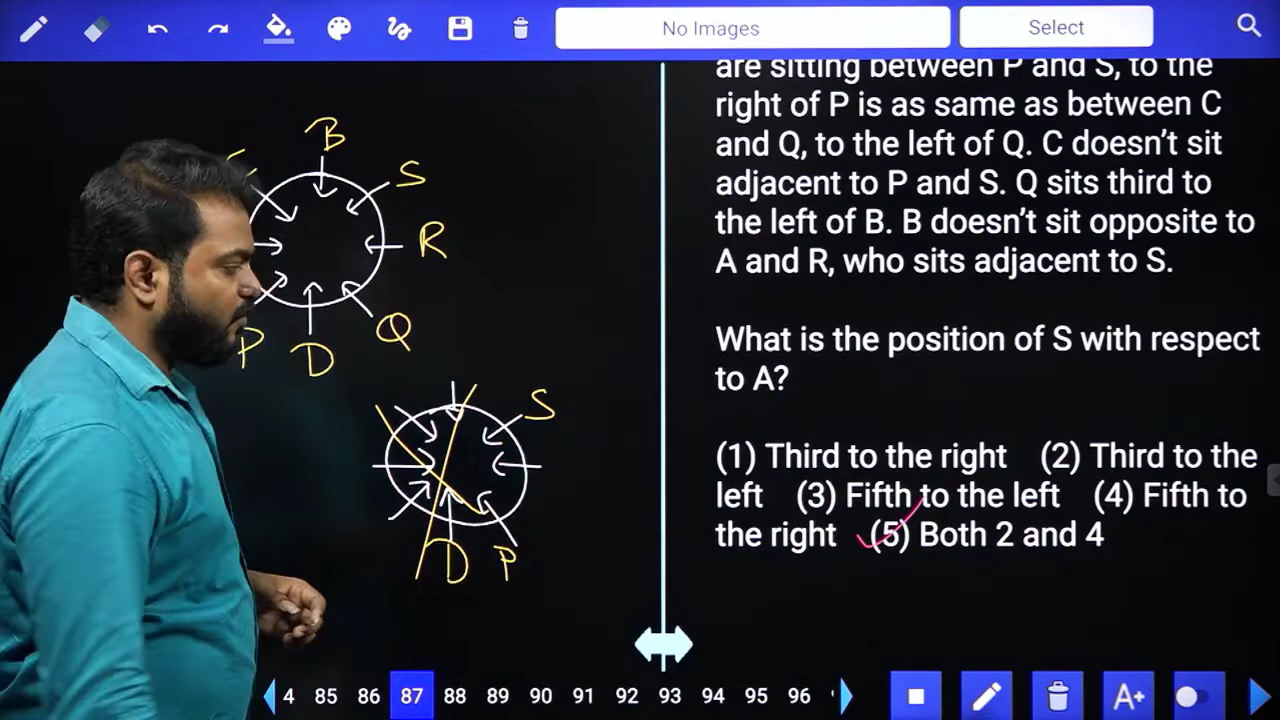 No Images
Select
B
S
R
Q
P
D
S
D
P
are sitting between P and S, to the
right of P is as same as between C
and Q, to the left of Q. C doesn't sit
adjacent to P and S. Q sits third to
the left of B. B doesn't sit opposite to
A and R, who sits adjacent to S.
What is the position of S with respect
to A?
(1) Third to the right (2) Third to the
left (3) Fifth to the left (4) Fifth to
the right (5) Both 2 and 4
4 85 86 87 88 89 90 91 92 93 94 95 96
A+